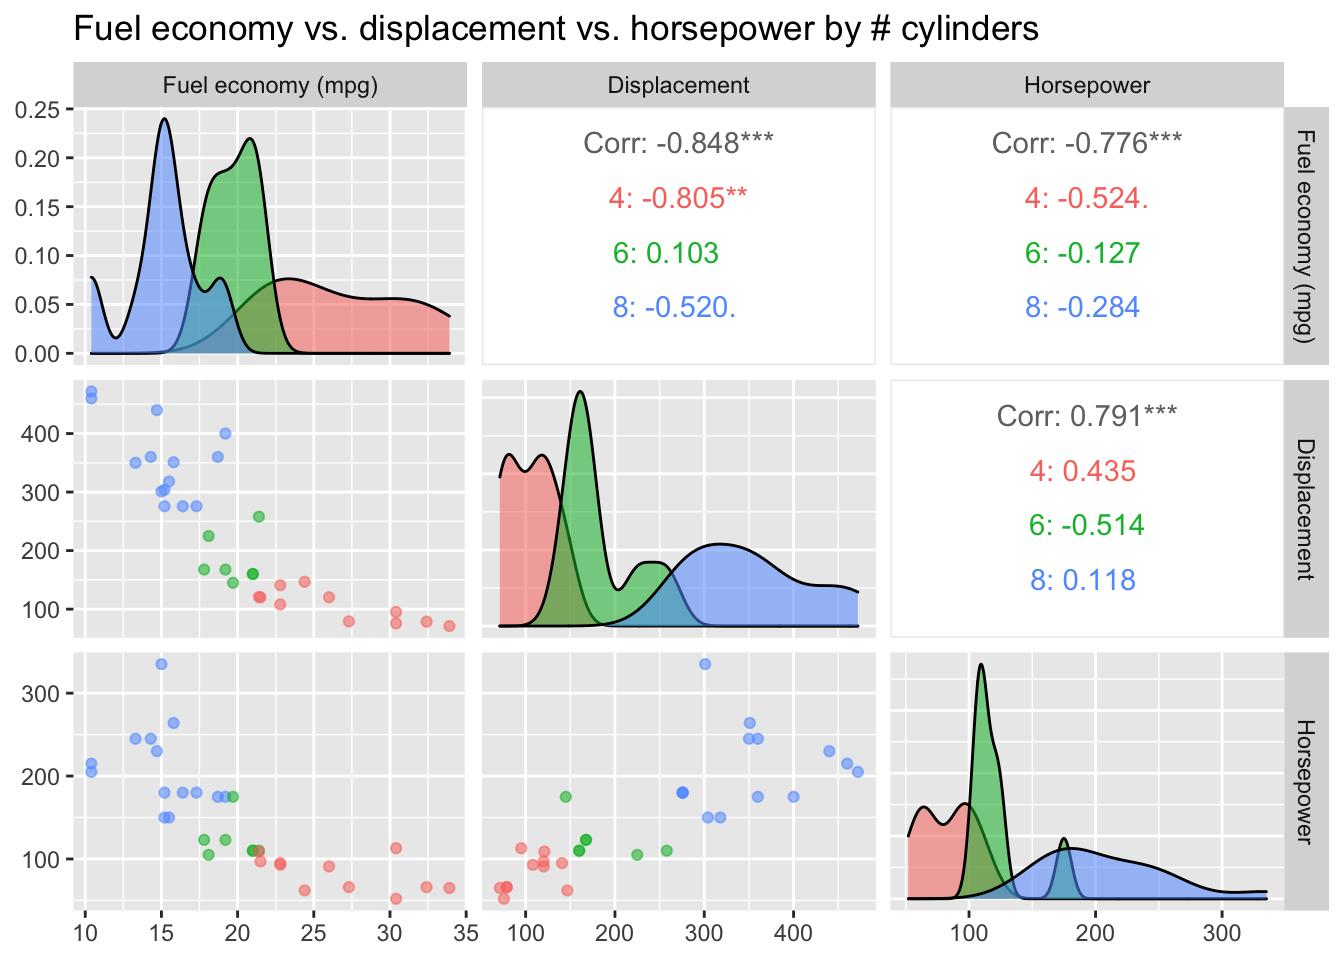 Fuel economy vs. displacement vs. horsepower by # cylinders
Fuel economy (mpg)
Displacement
Horsepower
0.25
0.20
0.15
0.10
0.05
0.00
Corr: -0.848***
4: -0.805**
6: 0.103
8: -0.520.
Corr: -0.776***
4: -0.524.
6: -0.127
8: -0.284
Fuel economy (mpg)
400
300
200
100
Corr: 0.791***
4: 0.435
6: -0.514
8: 0.118
Displacement
300
200
100
Horsepower
10 15 20 25 30 35 100 200 300 400 100 200 300